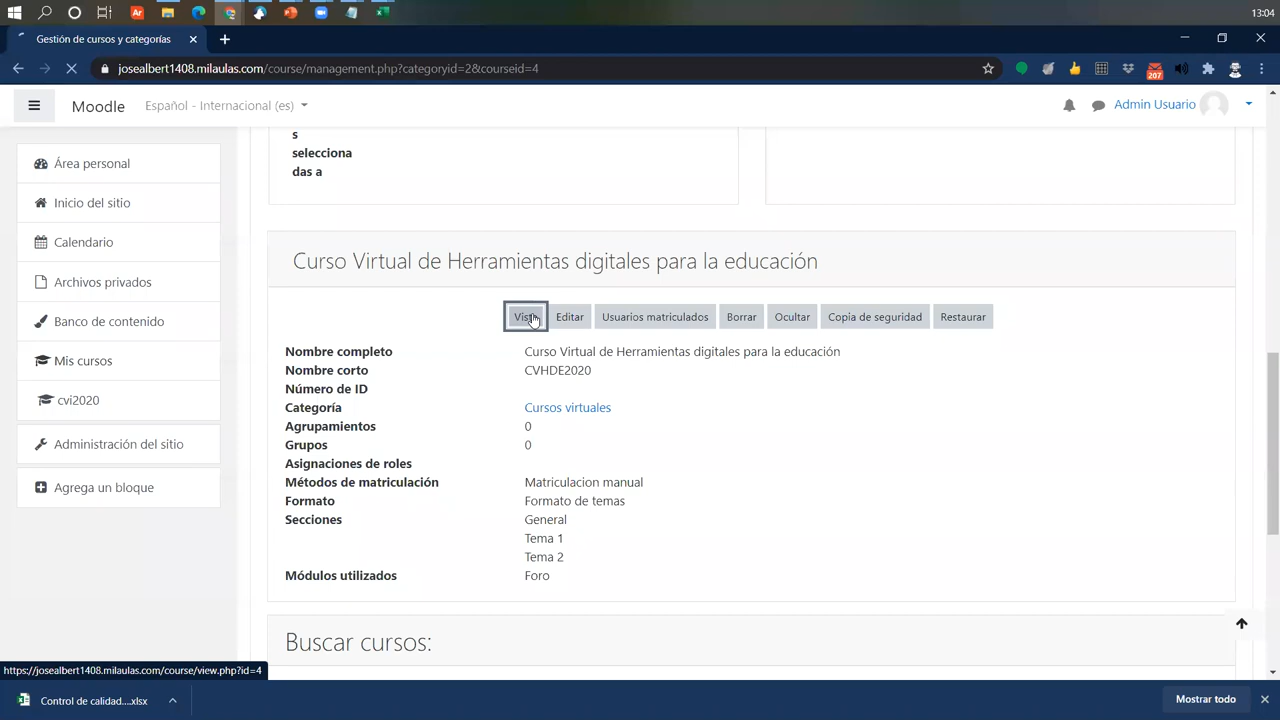 13:04
Gestión de cursos y categorías
josealbert1408.milaulas.com/course/management.php?categoryid=2&courseid=4
207
Moodle
Español - Internacional (es)
Admin Usuario
Área personal
Inicio del sitio
Calendario
Archivos privados
Banco de contenido
Mis cursos
cvi2020
Administración del sitio
Agrega un bloque
s
selecciona
das a
Curso Virtual de Herramientas digitales para la educación
Vista Editar Usuarios matriculados Borrar Ocultar Copia de seguridad Restaurar
Nombre completo Curso Virtual de Herramientas digitales para la educación
Nombre corto CVHDE2020
Número de ID
Categoría Cursos virtuales
Agrupamientos 0
Grupos 0
Asignaciones de roles
Métodos de matriculación Matriculacion manual
Formato Formato de temas
Secciones General
Tema 1
Tema 2
Módulos utilizados Foro
Buscar cursos:
https://josealbert1408.milaulas.com/course/view.php?id=4
Control de calidad....xlsx
Mostrar todo